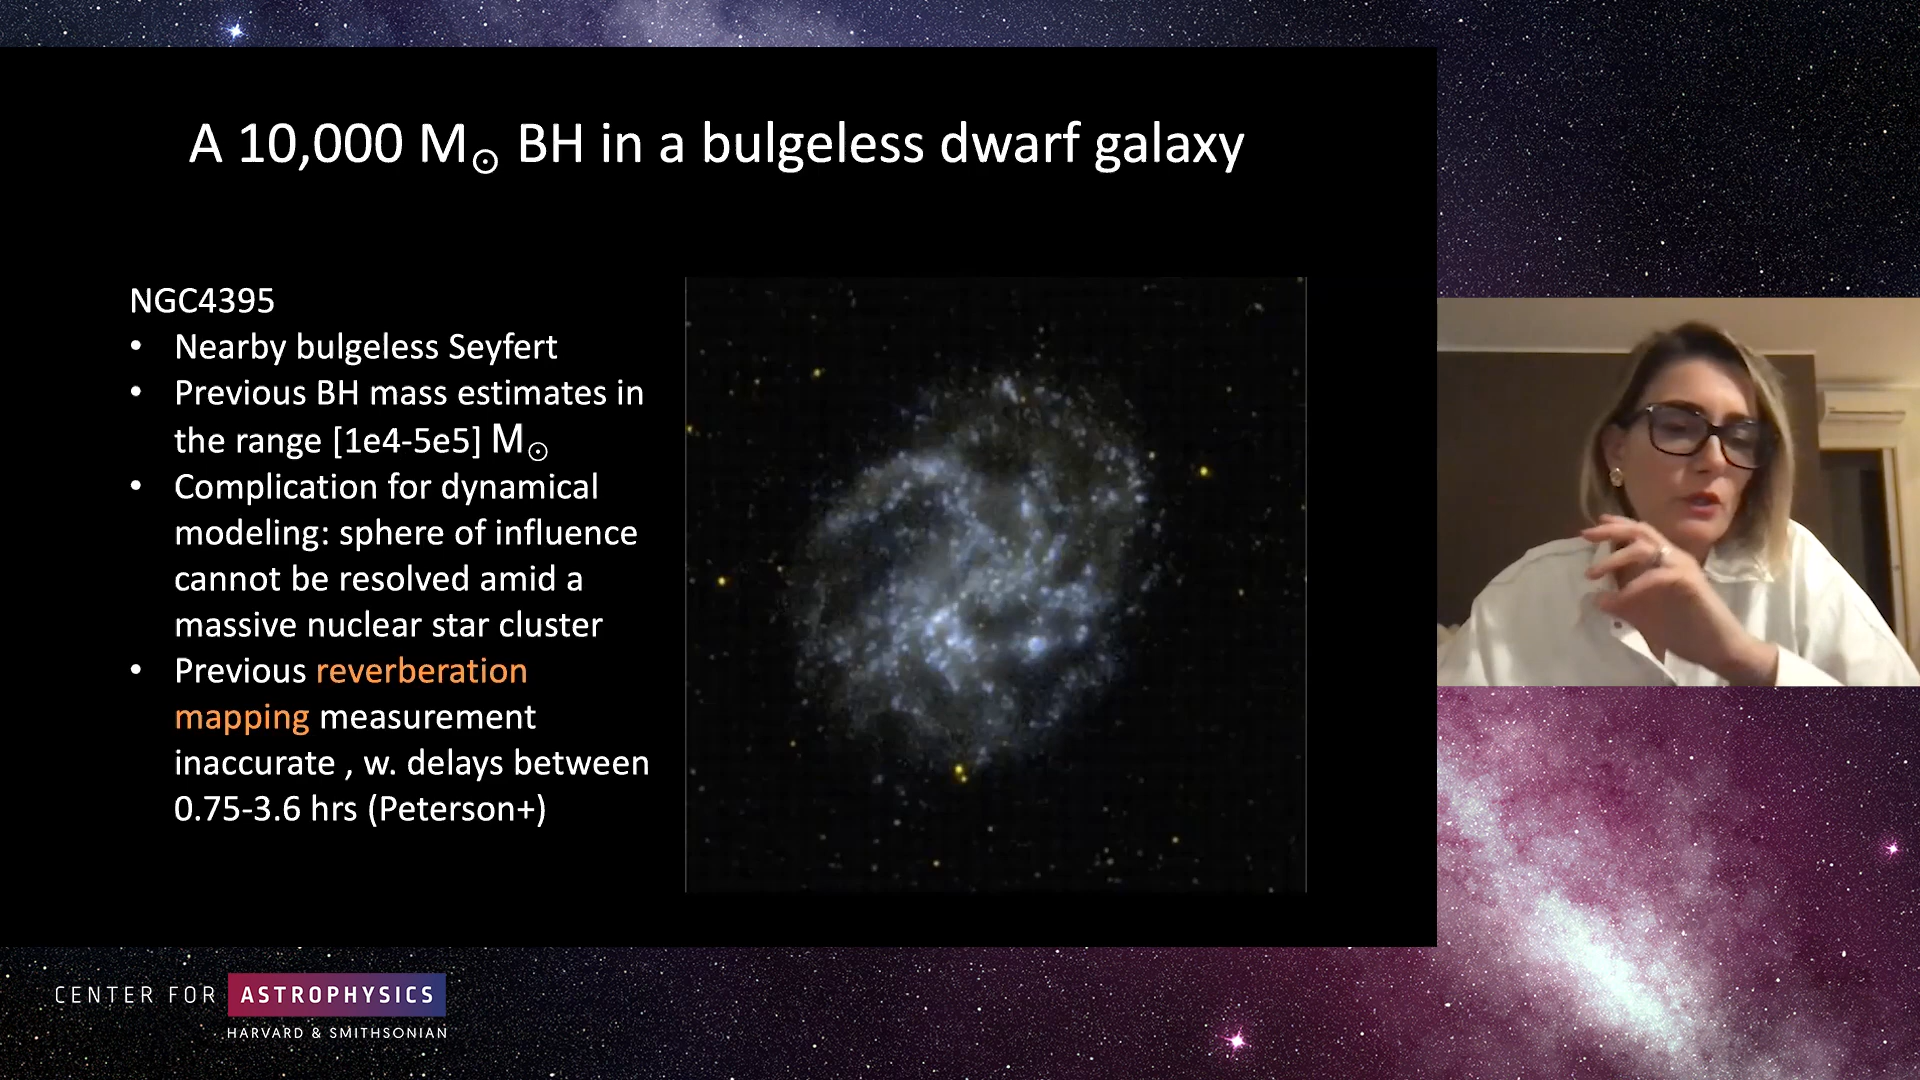 A 10,000 M☉ BH in a bulgeless dwarf galaxy
NGC4395
• Nearby bulgeless Seyfert
• Previous BH mass estimates in
the range [1e4-5e5] M☉
• Complication for dynamical
modeling: sphere of influence
cannot be resolved amid a
massive nuclear star cluster
• Previous reverberation
mapping measurement
inaccurate , w. delays between
0.75-3.6 hrs (Peterson+)
CENTER FOR ASTROPHYSICS
HARVARD & SMITHSONIAN